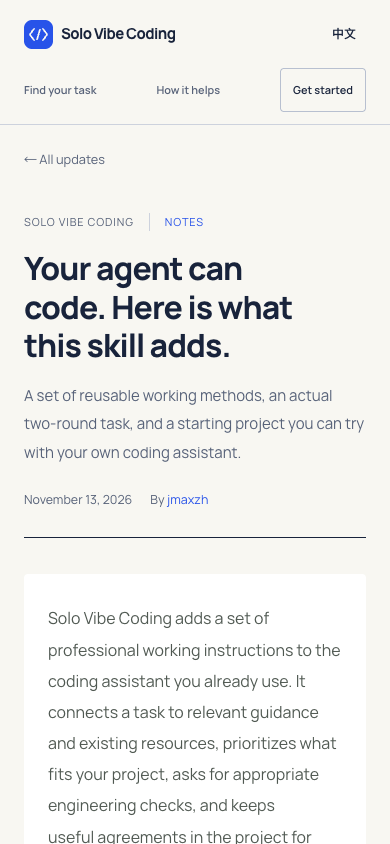 Solo Vibe Coding
中文
Find your task
How it helps
Get started
← All updates
SOLO VIBE CODING
NOTES
Your agent can
code. Here is what
this skill adds.
A set of reusable working methods, an actual
two-round task, and a starting project you can try
with your own coding assistant.
November 13, 2026
By jmaxzh
Solo Vibe Coding adds a set of
professional working instructions to the
coding assistant you already use. It
connects a task to relevant guidance
and existing resources, prioritizes what
fits your project, asks for appropriate
engineering checks, and keeps
useful agreements in the project for